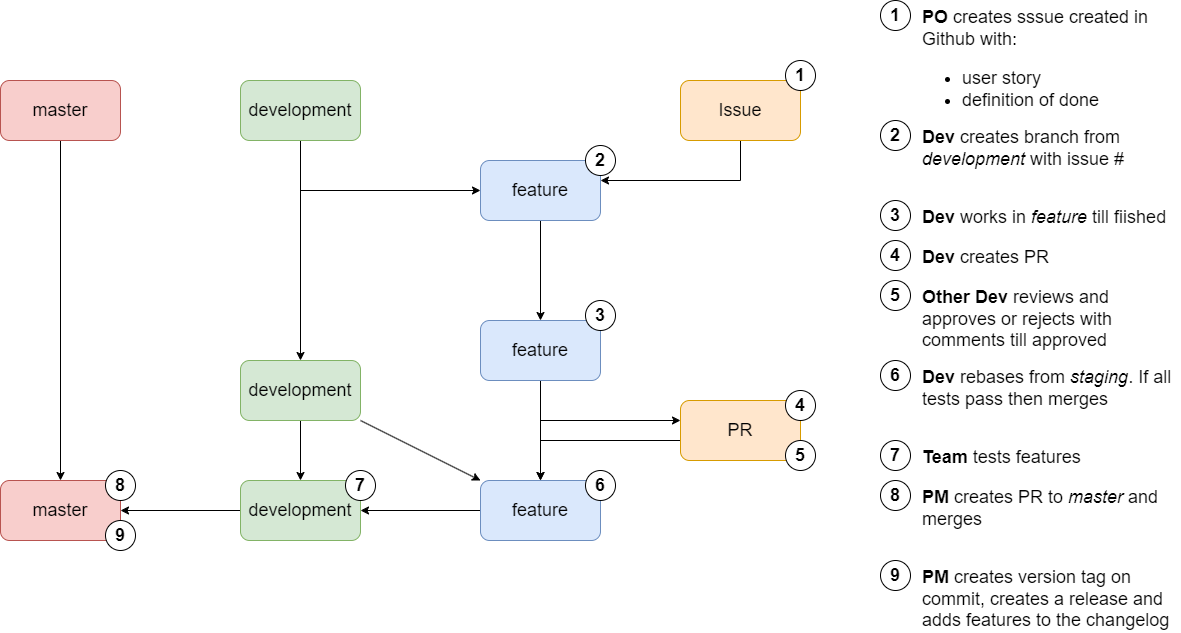 1 PO creates sssue created in
Github with:
• user story
• definition of done
2 Dev creates branch from
development with issue #
3 Dev works in feature till fiished
4 Dev creates PR
5 Other Dev reviews and
approves or rejects with
comments till approved
6 Dev rebases from staging. If all
tests pass then merges
7 Team tests features
8 PM creates PR to master and
merges
9 PM creates version tag on
commit, creates a release and
adds features to the changelog
master
development
Issue
1
feature
2
feature
3
development
PR
4
5
master
8
9
development
7
feature
6